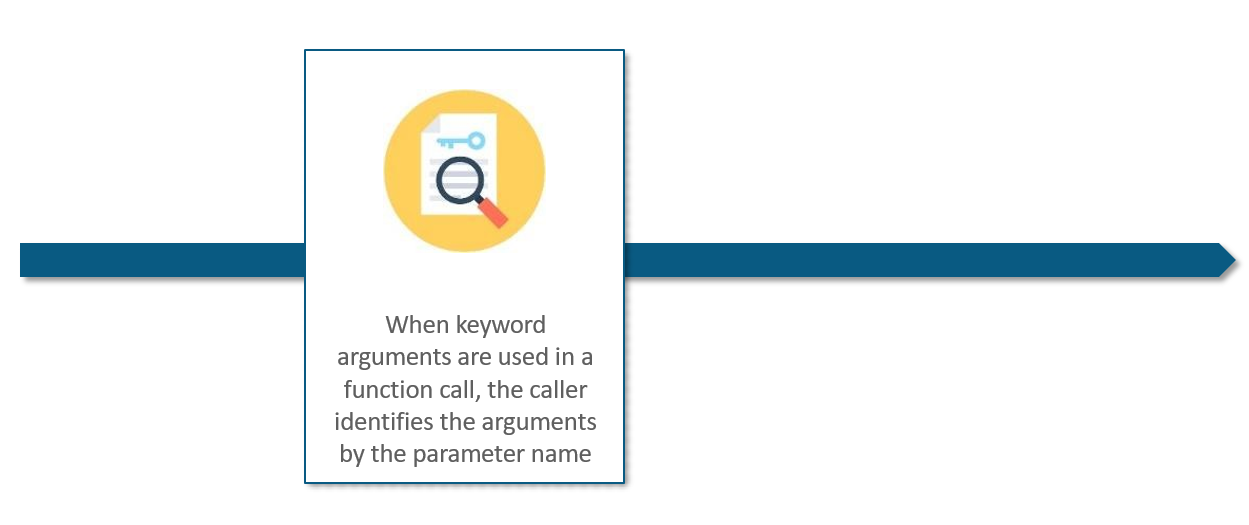 When keyword
arguments are used in a
function call, the caller
identifies the arguments
by the parameter name